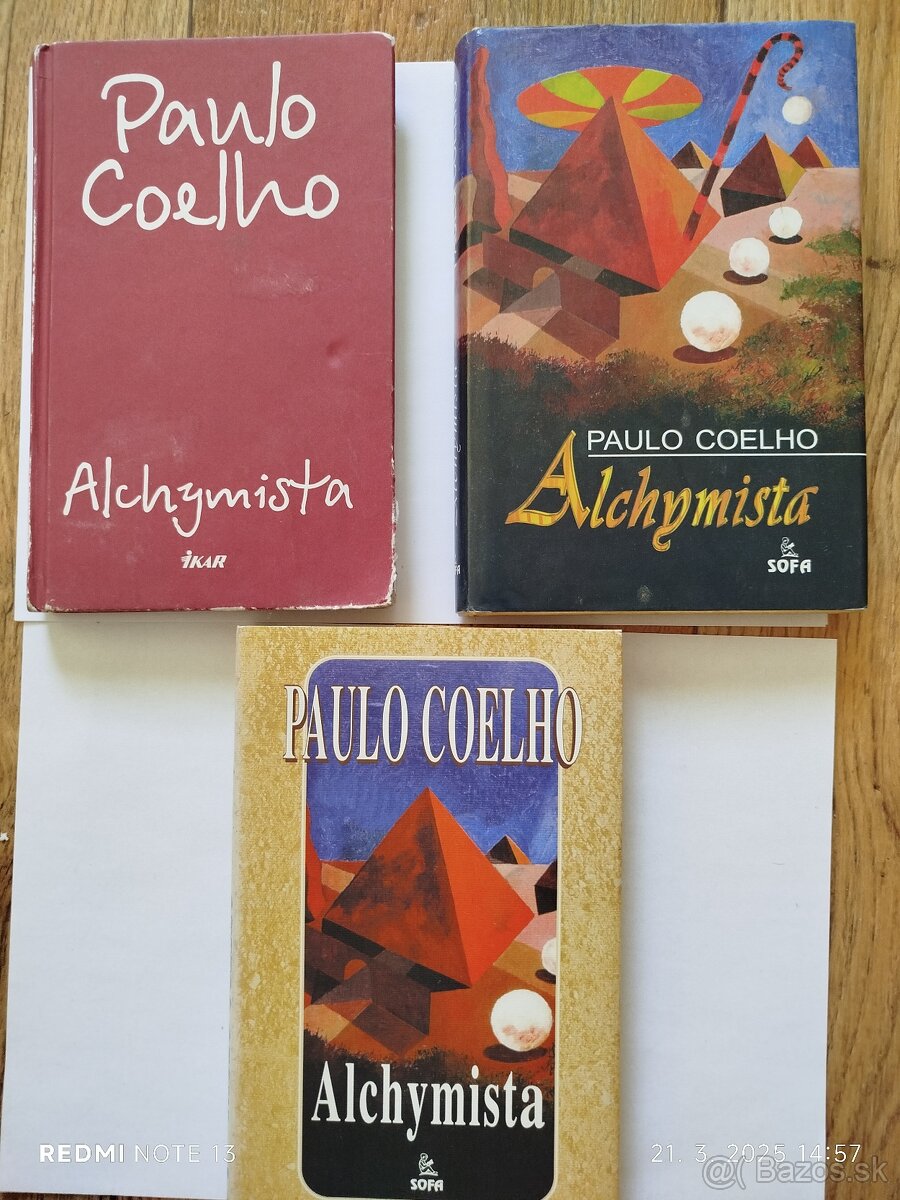 Paulo
Coelho
Alchymista
IKAR
PAULO COELHO
Alchymista
SOFA
SOFA
PAULO COELHO
Alchymista
SOFA
REDMI NOTE 13
21. 3. 2025 14:57
@ Bazos.sk